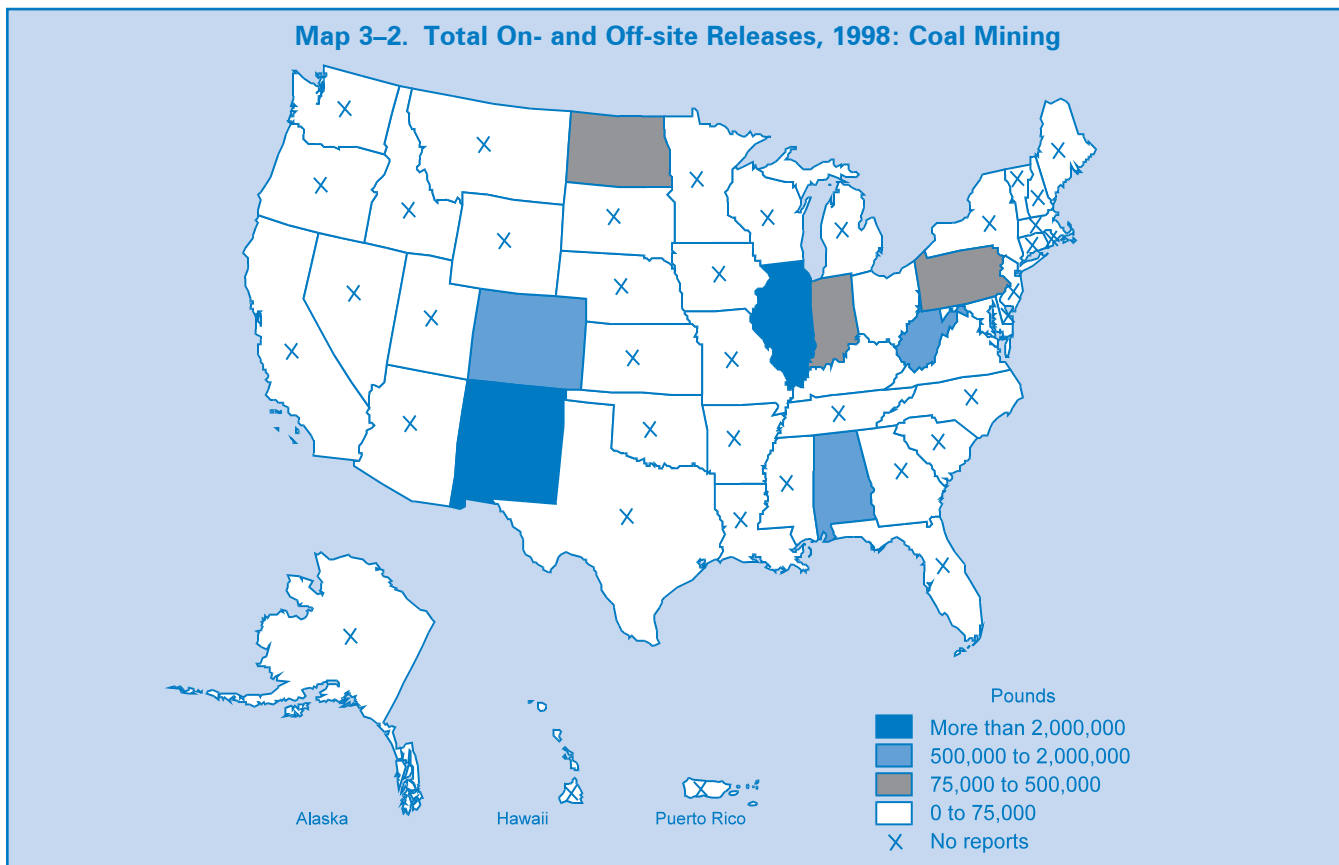 Map 3–2. Total On- and Off-site Releases, 1998: Coal Mining
Pounds
More than 2,000,000
500,000 to 2,000,000
75,000 to 500,000
0 to 75,000
No reports
Alaska
Hawaii
Puerto Rico